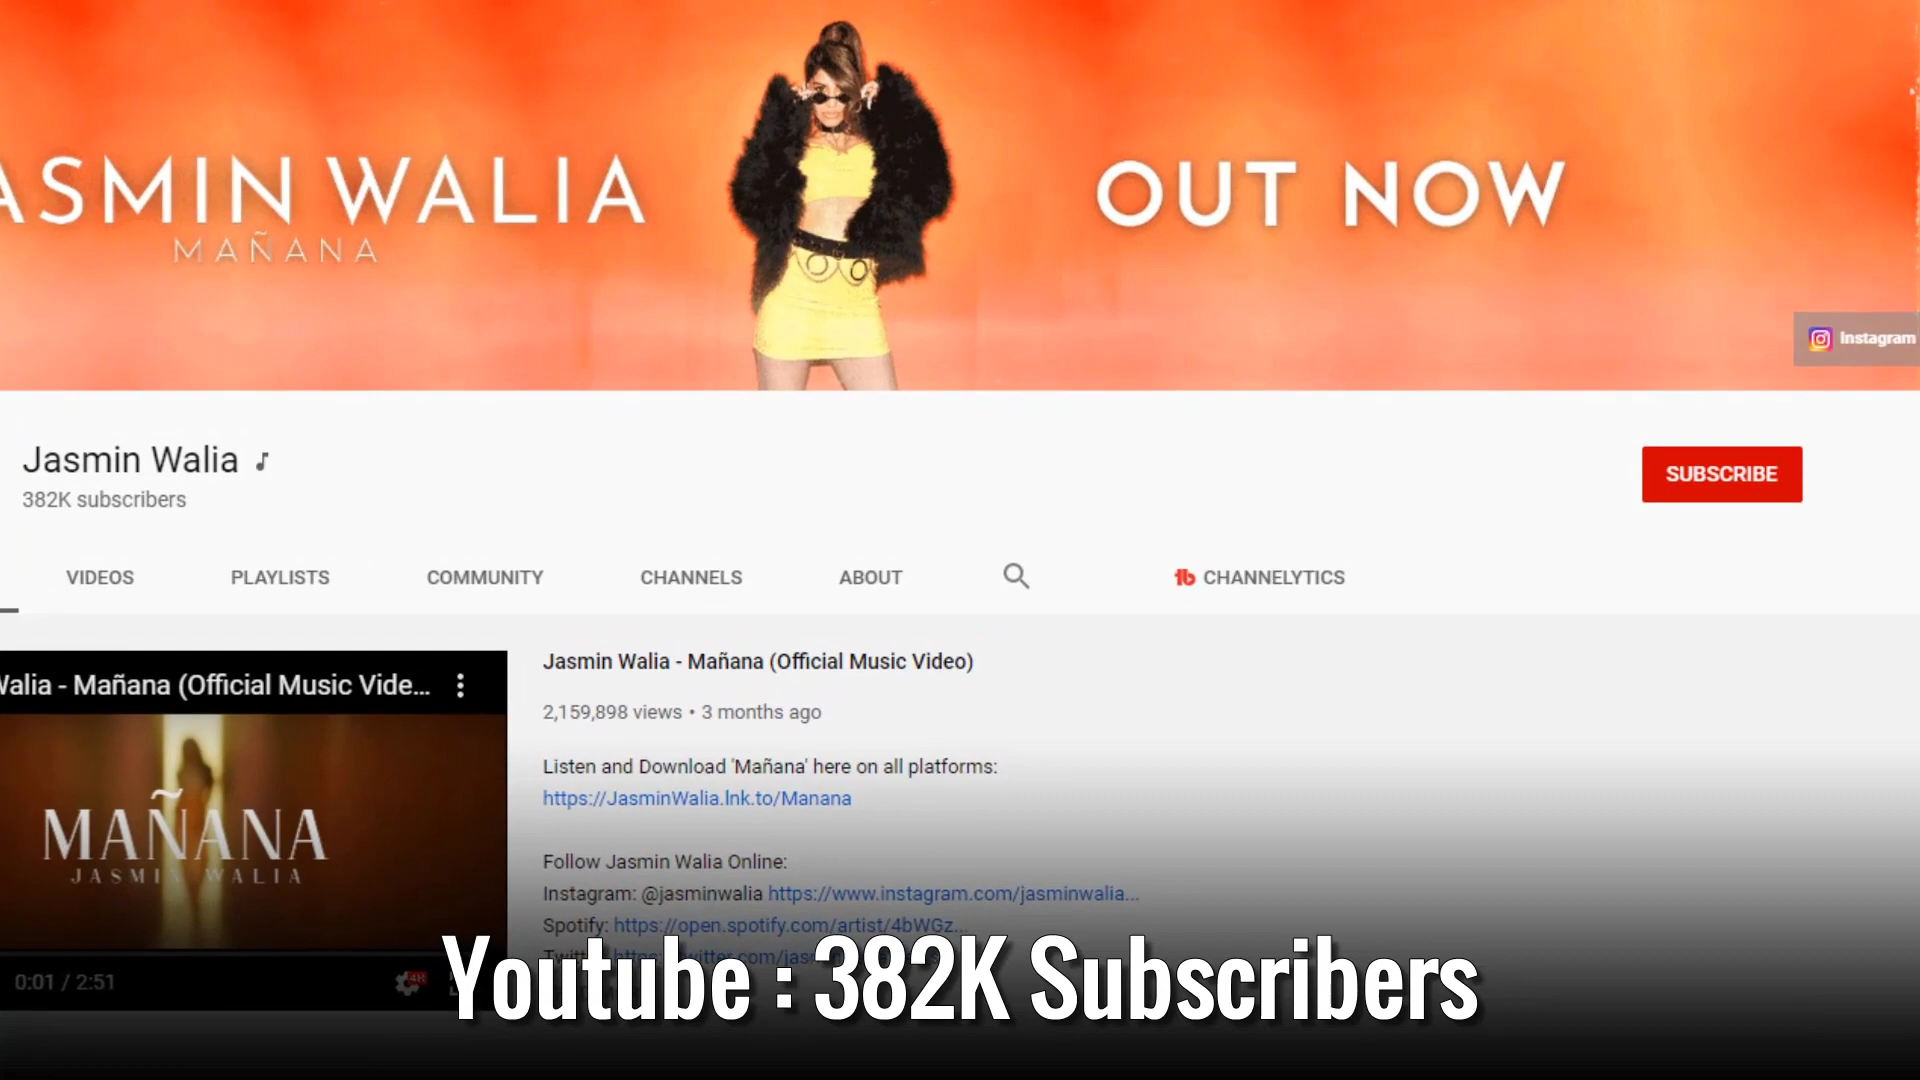 ASMIN WALIA
MAÑANA
OUT NOW
Instagram
Jasmin Walia
382K subscribers
SUBSCRIBE
VIDEOS
PLAYLISTS
COMMUNITY
CHANNELS
ABOUT
CHANNELYTICS
Walia - Mañana (Official Music Vide...
MAÑANA
JASMIN WALIA
0:01 / 2:51
Jasmin Walia - Mañana (Official Music Video)
2,159,898 views • 3 months ago
Listen and Download 'Mañana' here on all platforms:
https://JasminWalia.lnk.to/Manana
Follow Jasmin Walia Online:
Instagram: @jasminwalia https://www.instagram.com/jasminwalia...
Spotify: https://open.spotify.com/artist/4bWGz...
Youtube : 382K Subscribers